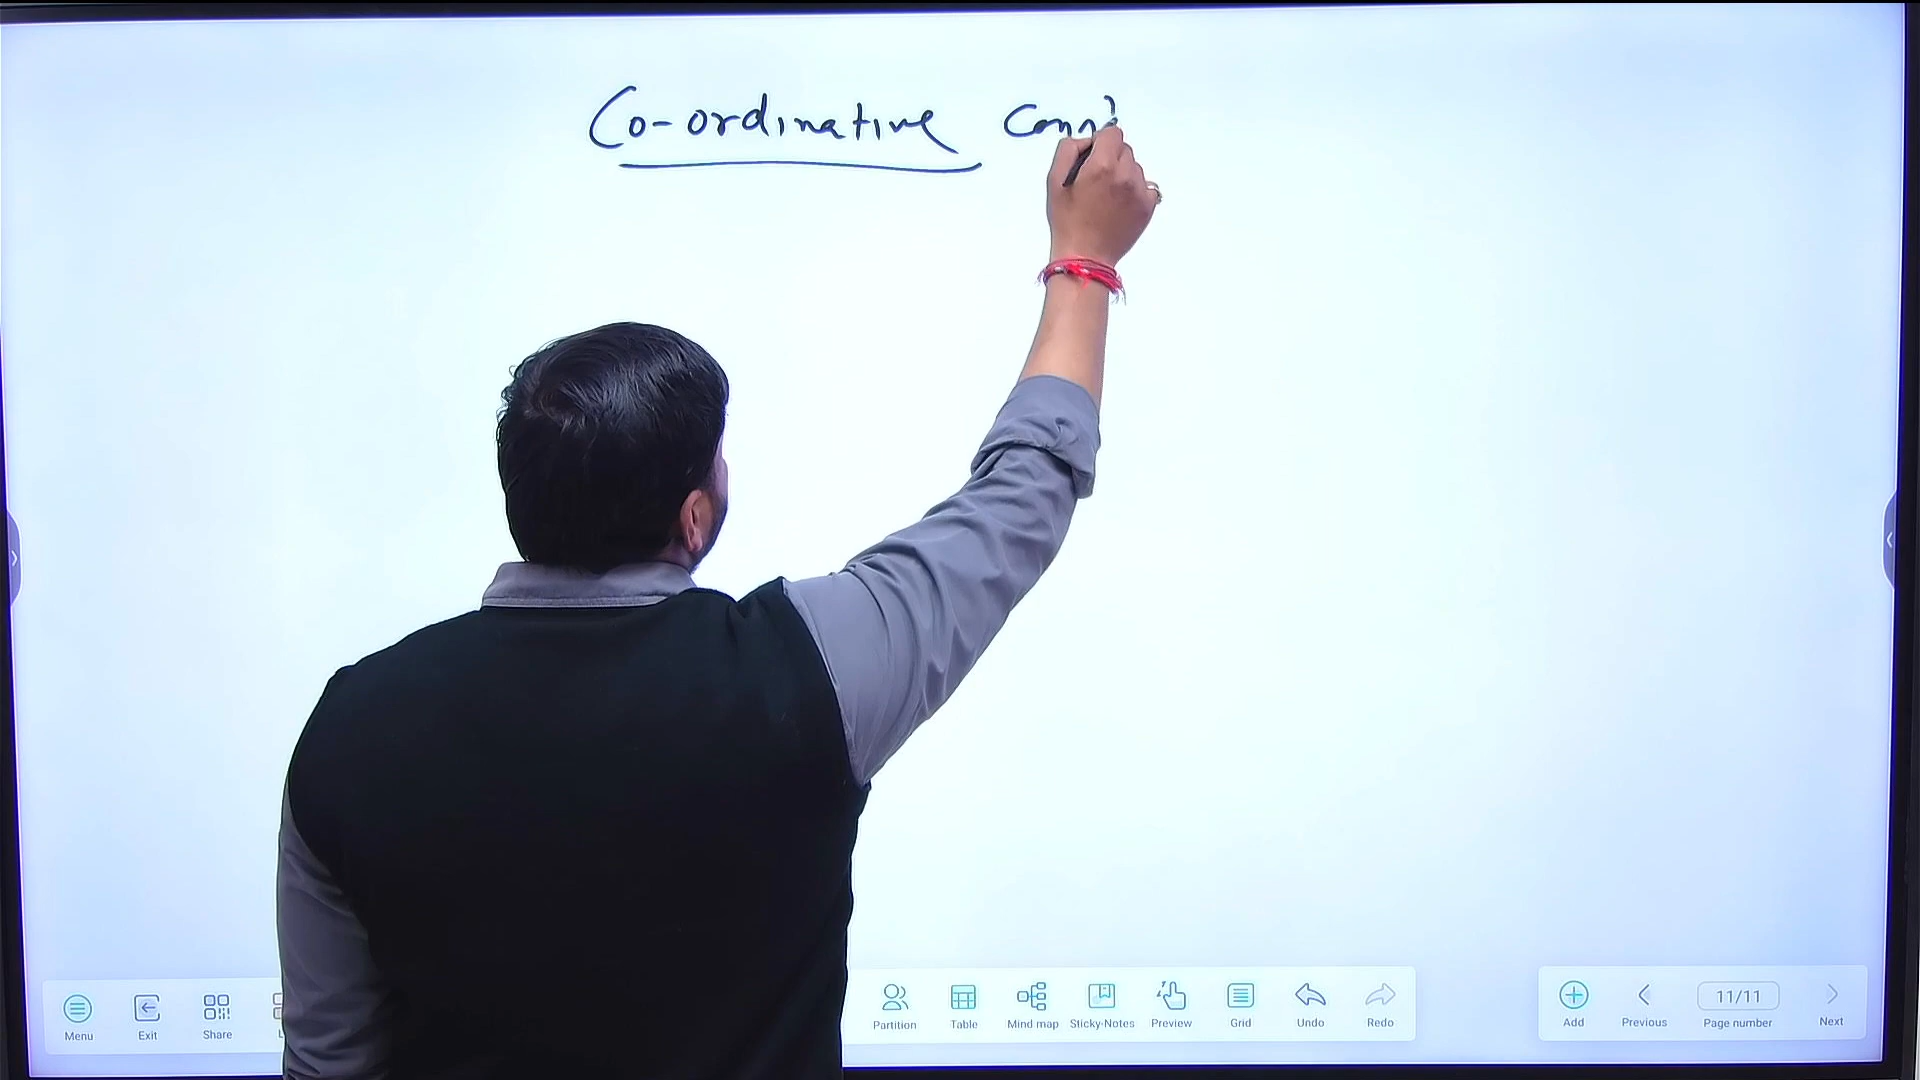 Co-ordinative
Menu Exit Share Partition Table Mind map Sticky-Notes Preview Grid Undo Redo Add Previous 11/11 Page number Next